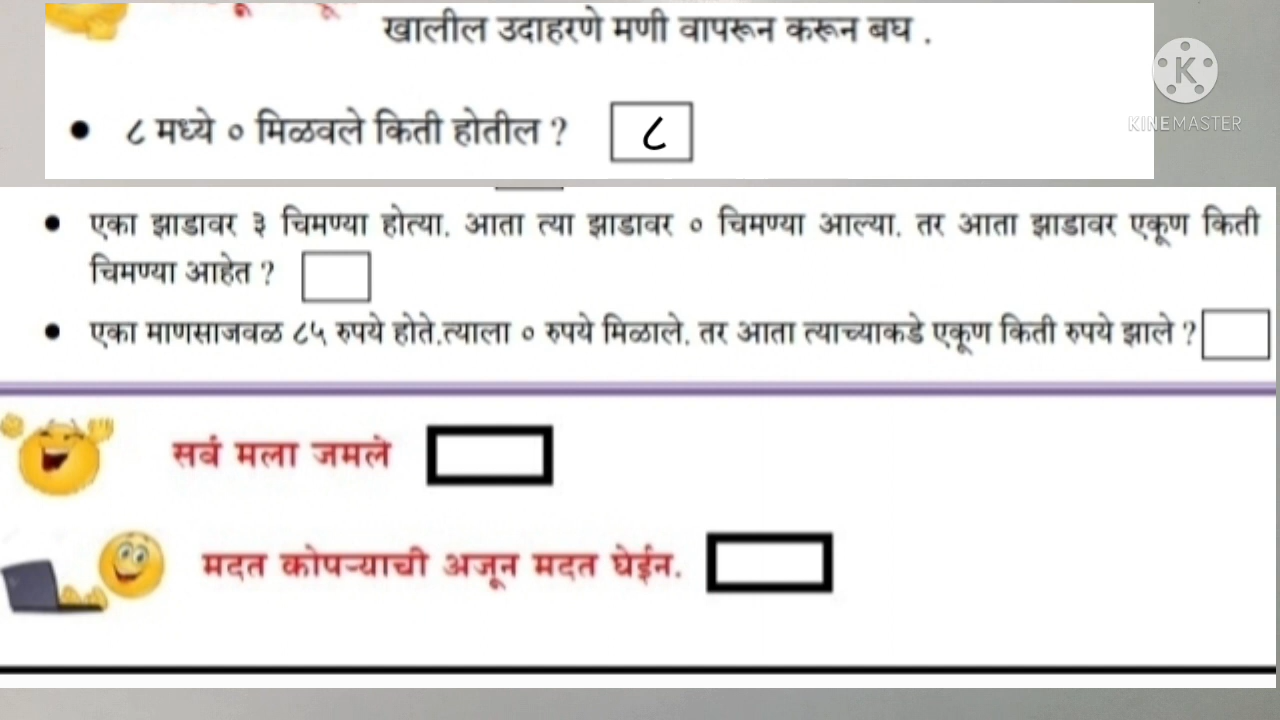 खालील उदाहरणे मणी वापरून करून बघ .
K
KINEMASTER
● ८ मध्ये ० मिळवले किती होतील ? ८
● एका झाडावर ३ चिमण्या होत्या. आता त्या झाडावर ० चिमण्या आल्या. तर आता झाडावर एकूण किती
चिमण्या आहेत ?
● एका माणसाजवळ ८५ रुपये होते.त्याला ० रुपये मिळाले. तर आता त्याच्याकडे एकूण किती रुपये झाले ?
सर्व मला जमले
मदत कोपऱ्याची अजून मदत घेईन.